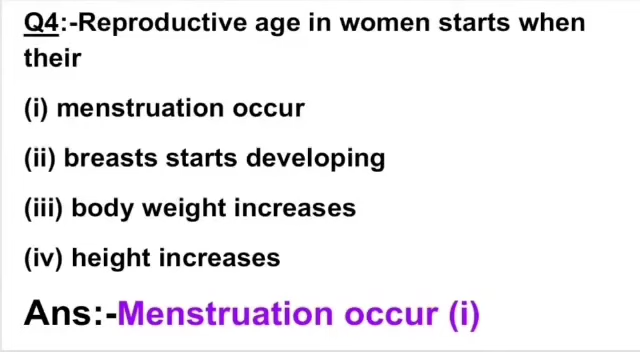 Q4:-Reproductive age in women starts when
their
(i) menstruation occur
(ii) breasts starts developing
(iii) body weight increases
(iv) height increases
Ans:-Menstruation occur (i)